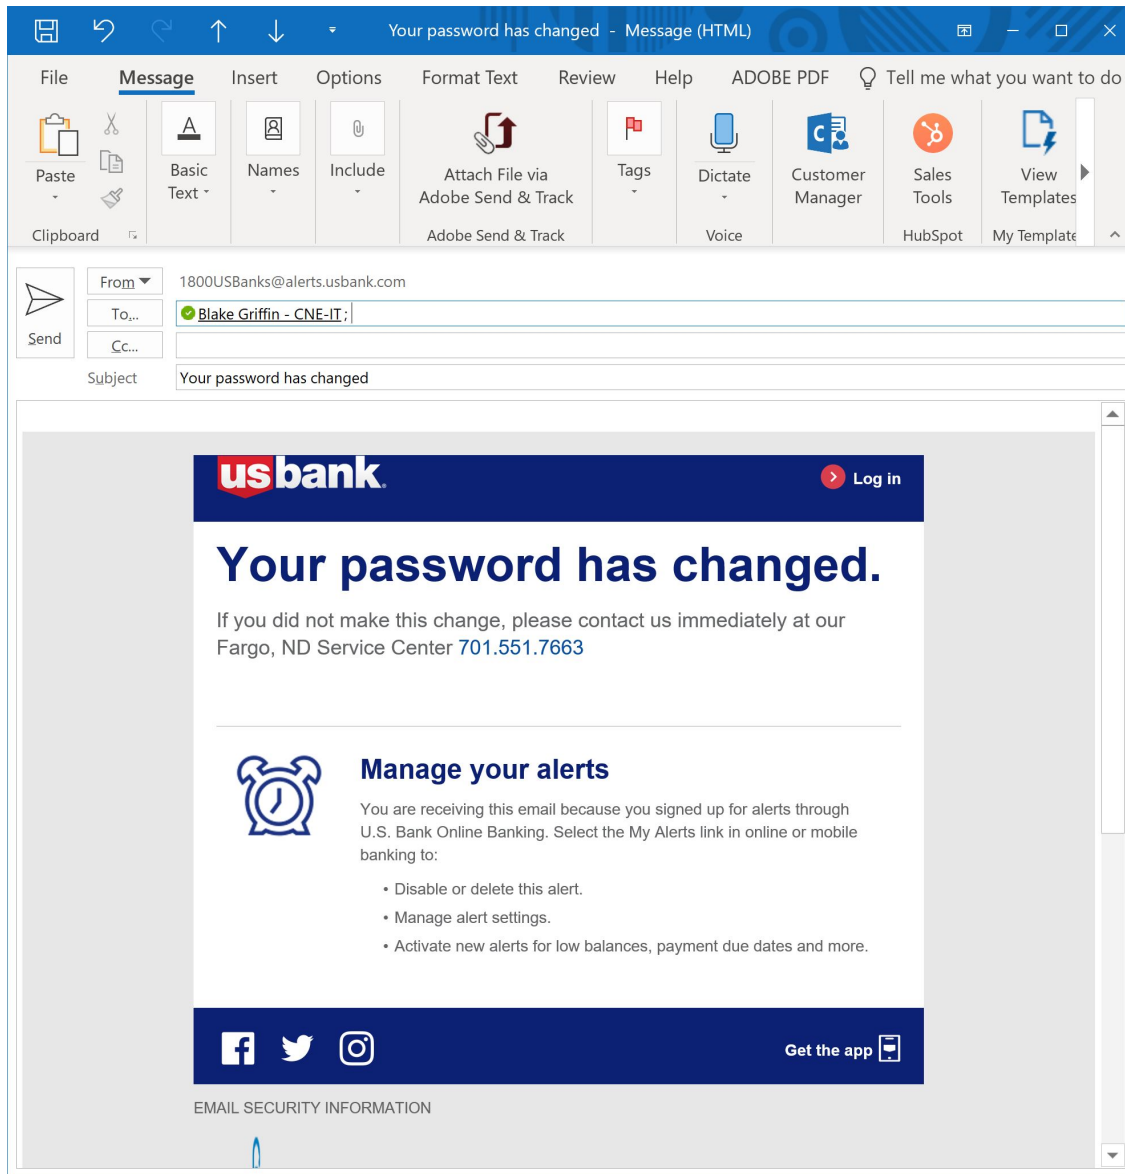 Your password has changed - Message (HTML)
File Message Insert Options Format Text Review Help ADOBE PDF Tell me what you want to do
Paste
Basic Text
Names
Include
Attach File via Adobe Send & Track
Tags
Dictate
Customer Manager
Sales Tools
View Templates
Clipboard Adobe Send & Track Voice HubSpot My Template
From 1800USBanks@alerts.usbank.com
To... Blake Griffin - CNE-IT;
Send
Cc...
Subject Your password has changed
usbank.
Log in
Your password has changed.
If you did not make this change, please contact us immediately at our
Fargo, ND Service Center 701.551.7663
Manage your alerts
You are receiving this email because you signed up for alerts through
U.S. Bank Online Banking. Select the My Alerts link in online or mobile
banking to:
• Disable or delete this alert.
• Manage alert settings.
• Activate new alerts for low balances, payment due dates and more.
Get the app
EMAIL SECURITY INFORMATION